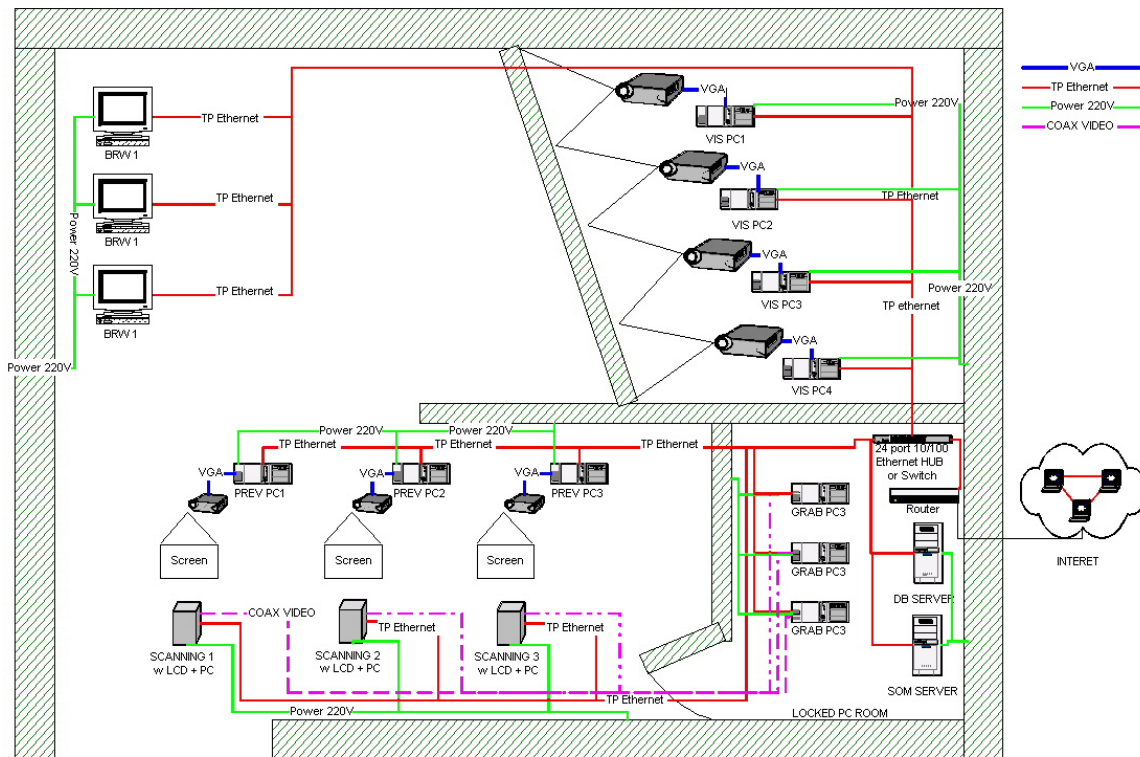 VGA
TP Ethernet
Power 220V
COAX VIDEO
TP Ethernet
BRW 1
TP Ethernet
BRW 1
TP Ethernet
BRW 1
Power 220V
Power 220V
VGA
VIS PC1
Power 220V
VGA
VIS PC2
TP Ethernet
VGA
VIS PC3
Power 220V
TP ethernet
VGA
VIS PC4
Power 220V
Power 220V
TP Ethernet
TP Ethernet
TP Ethernet
VGA
PREV PC1
VGA
PREV PC2
VGA
PREV PC3
Screen
Screen
Screen
24 port 10/100
Ethernet HUB
or Switch
Router
GRAB PC3
GRAB PC3
GRAB PC3
DB SERVER
SOM SERVER
INTERET
COAX VIDEO
TP Ethernet
TP Ethernet
SCANNING 1
w LCD + PC
SCANNING 2
w LCD + PC
SCANNING 3
w LCD + PC
TP Ethernet
Power 220V
LOCKED PC ROOM